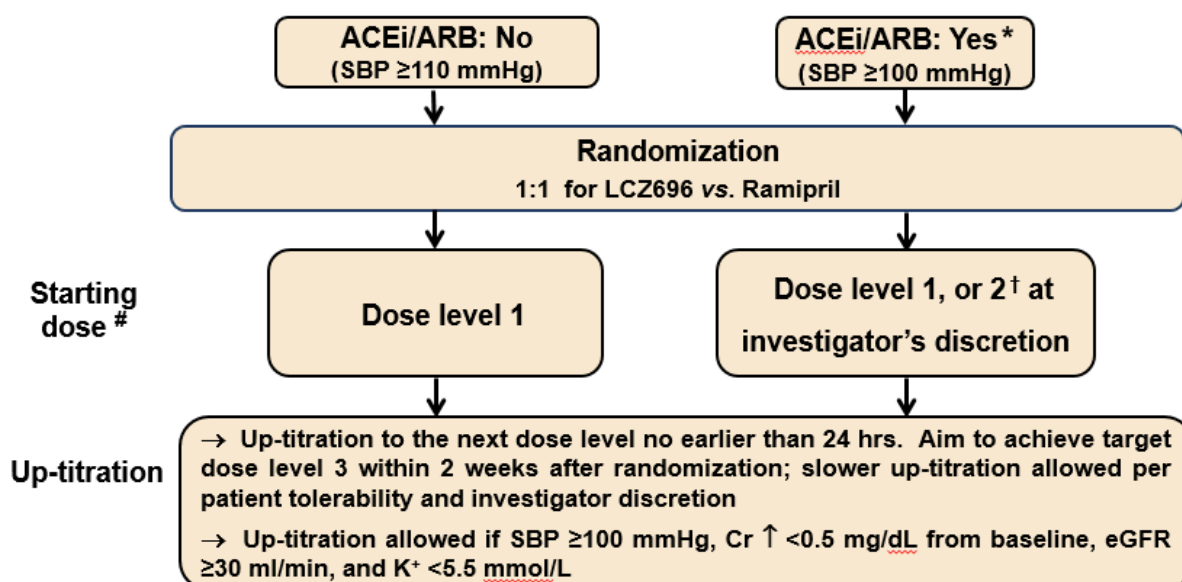 ACEi/ARB: No
(SBP ≥110 mmHg)
ACEi/ARB: Yes*
(SBP ≥100 mmHg)
Randomization
1:1 for LCZ696 vs. Ramipril
Starting
dose #
Dose level 1
Dose level 1, or 2† at
investigator’s discretion
Up-titration
→ Up-titration to the next dose level no earlier than 24 hrs. Aim to achieve target
dose level 3 within 2 weeks after randomization; slower up-titration allowed per
patient tolerability and investigator discretion
→ Up-titration allowed if SBP ≥100 mmHg, Cr ↑ <0.5 mg/dL from baseline, eGFR
≥30 ml/min, and K⁺ <5.5 mmol/L